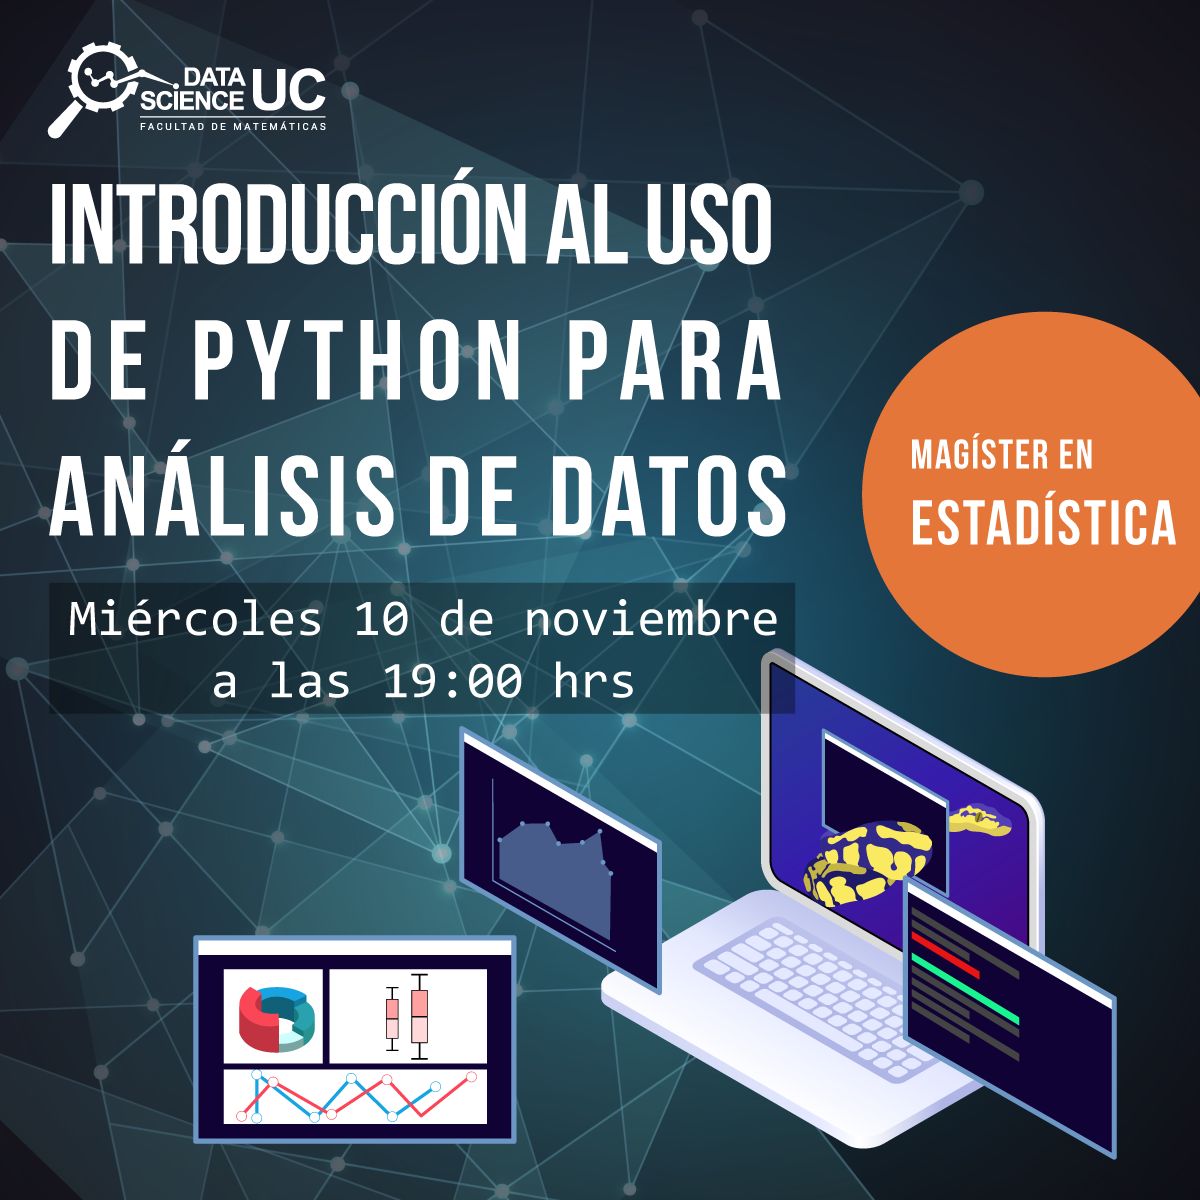 DATA
SCIENCE UC
FACULTAD DE MATEMÁTICAS
INTRODUCCIÓN AL USO
DE PYTHON PARA
ANÁLISIS DE DATOS
MAGÍSTER EN
ESTADÍSTICA
Miércoles 10 de noviembre
a las 19:00 hrs